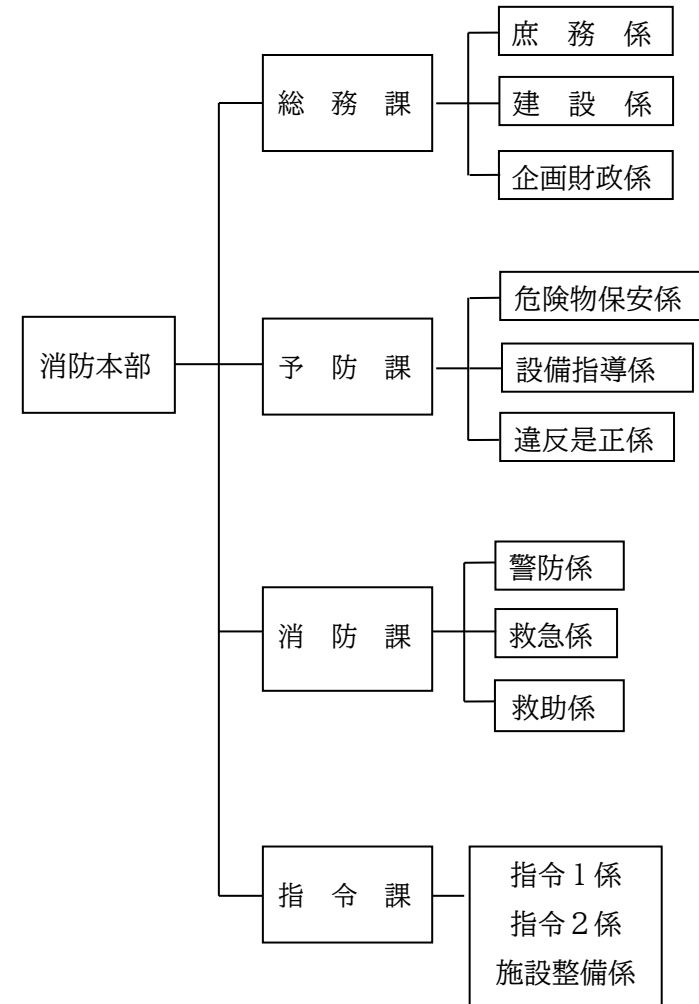 消防本部
総　務　課
庶　務　係
建　設　係
企画財政係
予　防　課
危険物保安係
設備指導係
違反是正係
消　防　課
警防係
救急係
救助係
指　令　課
指令１係
指令２係
施設整備係